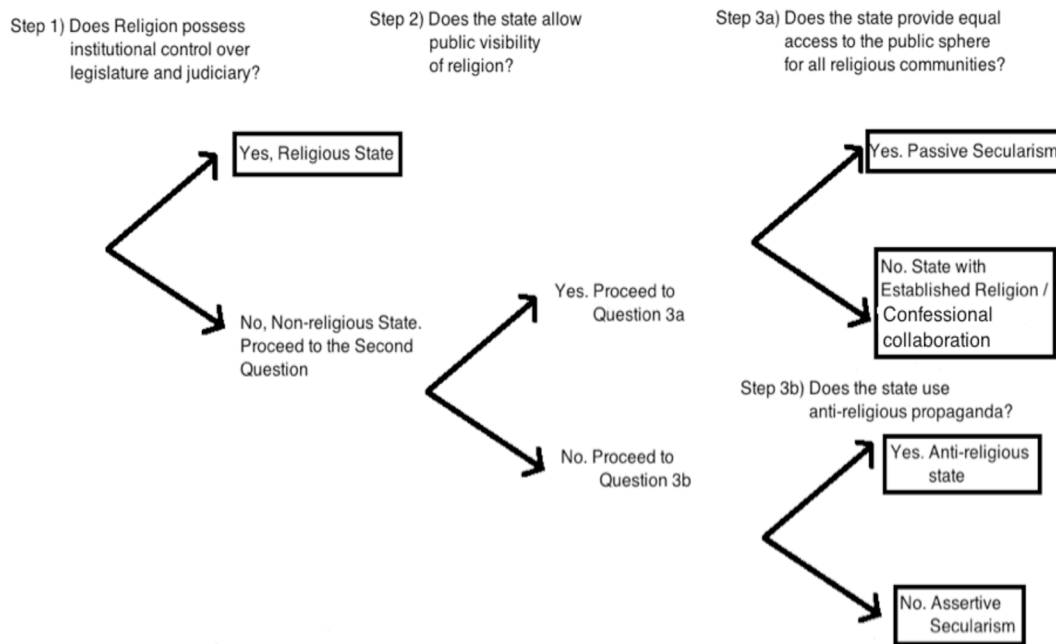 Step 1) Does Religion possess
institutional control over
legislature and judiciary?
Yes, Religious State
No, Non-religious State.
Proceed to the Second
Question
Step 2) Does the state allow
public visibility
of religion?
Yes. Proceed to
Question 3a
No. Proceed to
Question 3b
Step 3a) Does the state provide equal
access to the public sphere
for all religious communities?
Yes. Passive Secularism
No. State with
Established Religion /
Confessional
collaboration
Step 3b) Does the state use
anti-religious propaganda?
Yes. Anti-religious
state
No. Assertive
Secularism